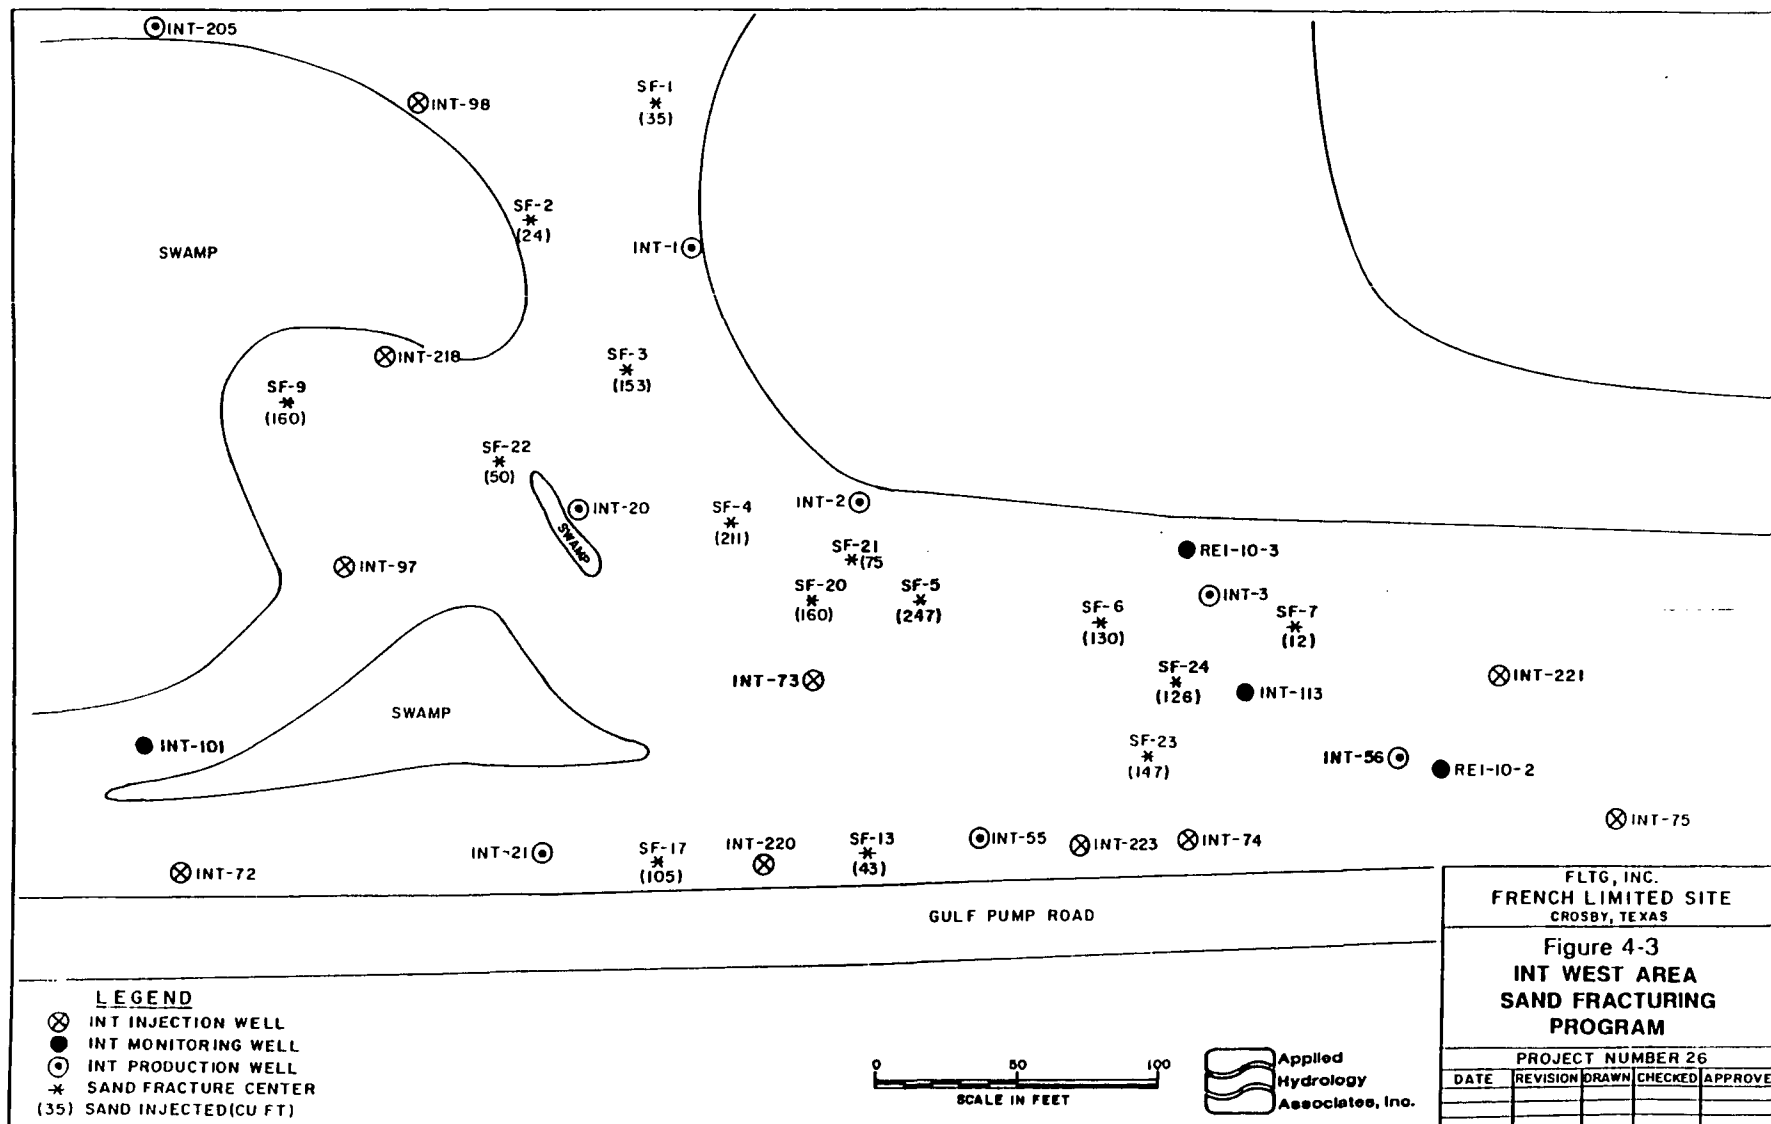 INT-205
INT-98
SF-1
(35)
SF-2
(24)
SWAMP
INT-1
INT-218
SF-3
(153)
SF-9
(160)
SF-22
(50)
INT-20
SWAMP
SF-4
(211)
INT-2
SF-21
(75
INT-97
SF-20
(160)
SF-5
(247)
REI-10-3
INT-3
SF-6
(130)
SF-7
(12)
INT-73
SF-24
(126)
INT-113
INT-221
SWAMP
INT-101
SF-23
(147)
INT-56
REI-10-2
INT-75
INT-72
INT-21
SF-17
(105)
INT-220
SF-13
(43)
INT-55
INT-223
INT-74
GULF PUMP ROAD
LEGEND
INT INJECTION WELL
INT MONITORING WELL
INT PRODUCTION WELL
SAND FRACTURE CENTER
(35) SAND INJECTED(CU FT)
0 50 100
SCALE IN FEET
Applied
Hydrology
Associates, Inc.
FLTG, INC.
FRENCH LIMITED SITE
CROSBY, TEXAS
Figure 4-3
INT WEST AREA
SAND FRACTURING
PROGRAM
PROJECT NUMBER 26
DATE REVISION DRAWN CHECKED APPROVE